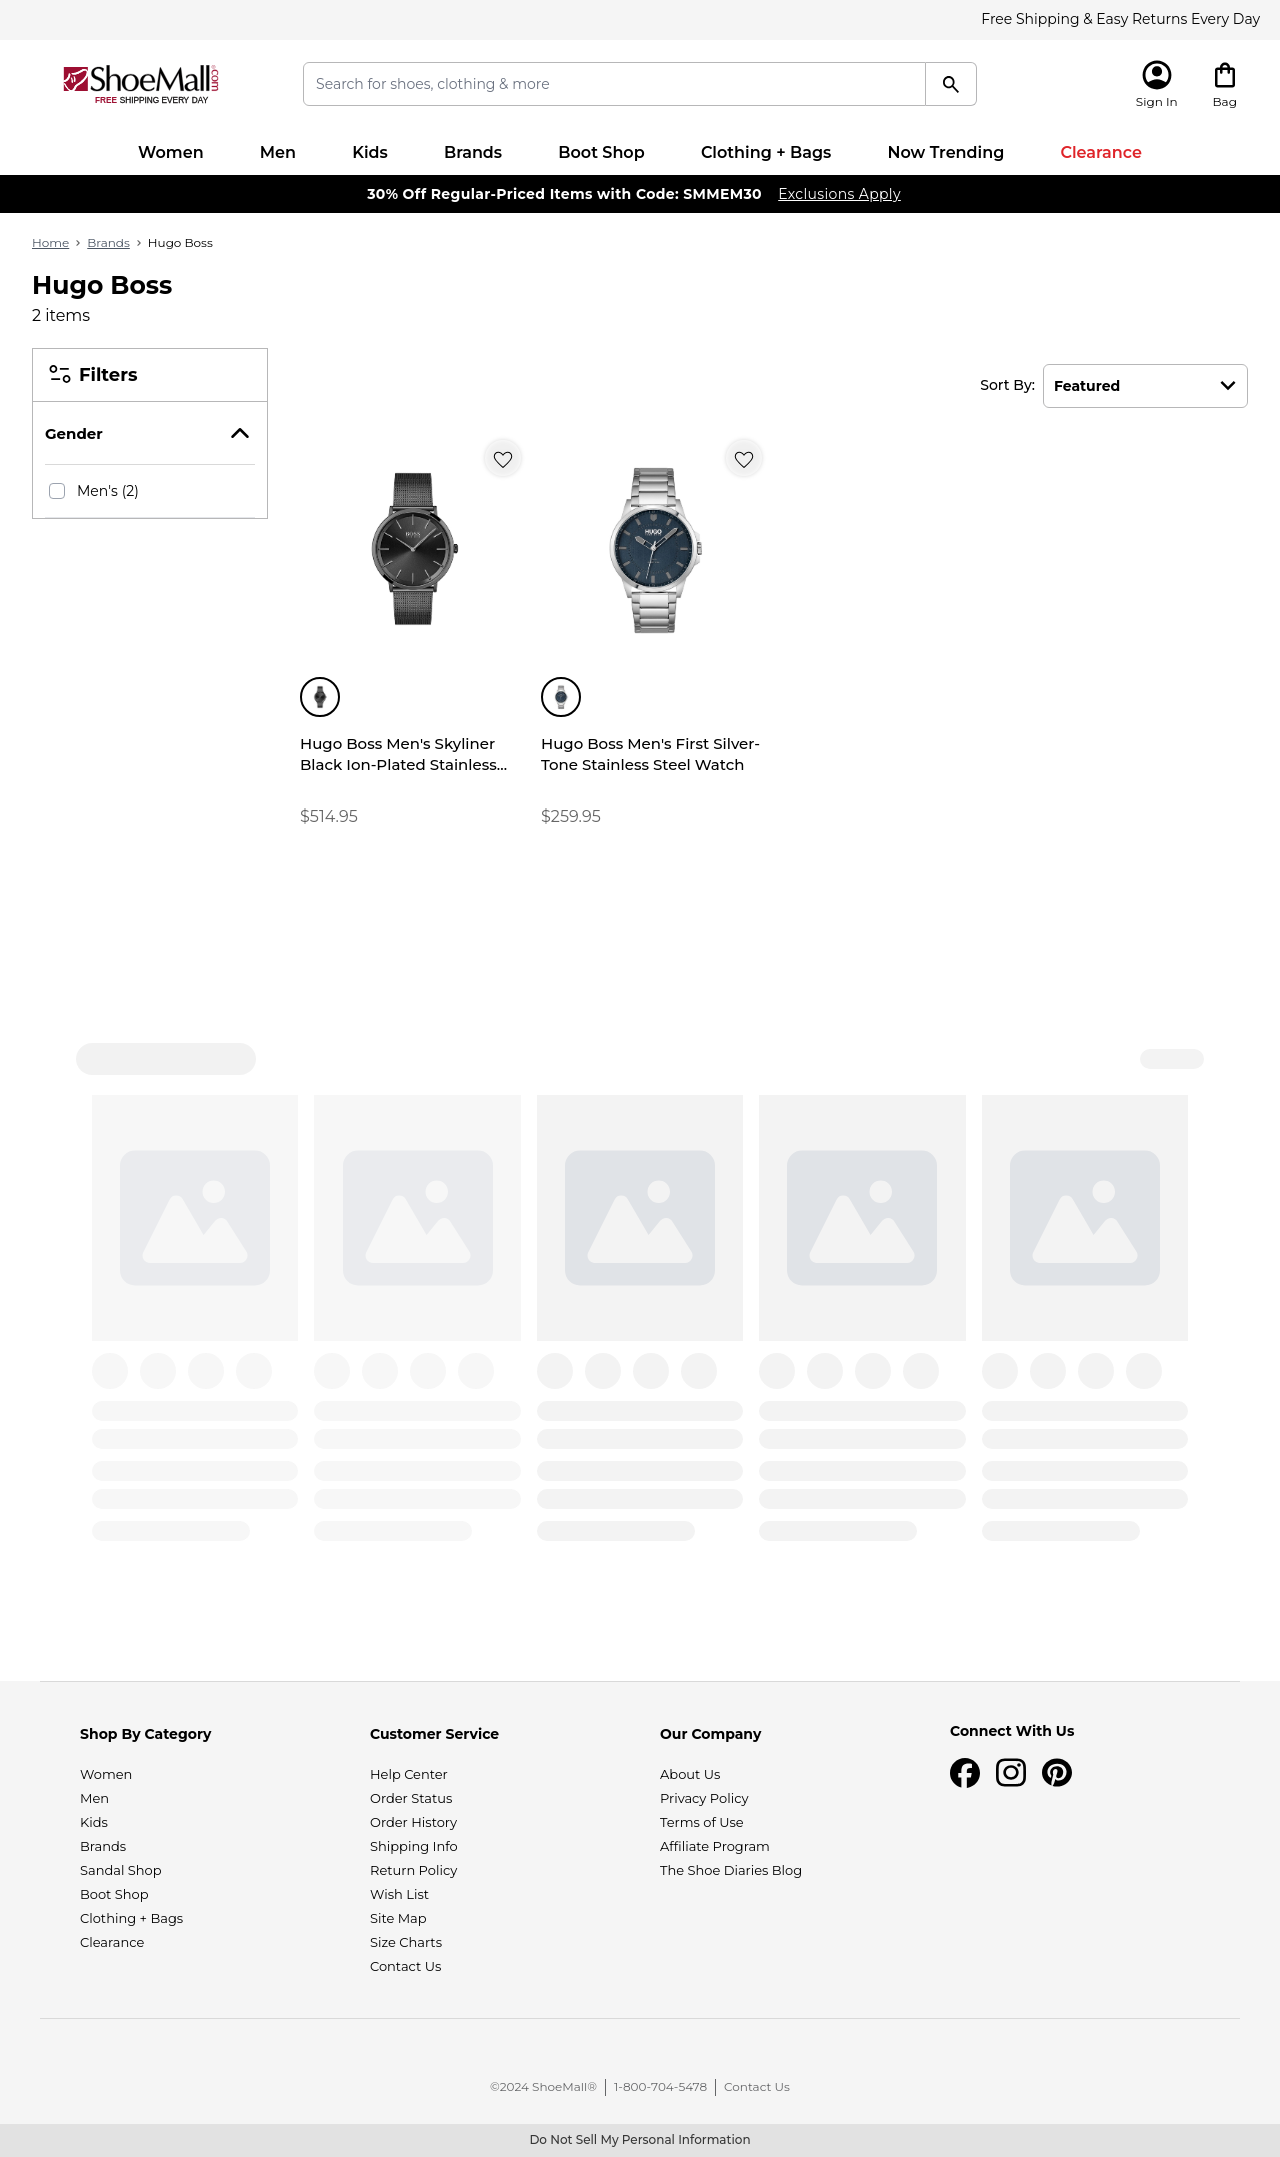 Free Shipping & Easy Returns Every Day
ShoeMall®.com
FREE SHIPPING EVERY DAY
Search for shoes, clothing & more
Sign In
Bag
Women Men Kids Brands Boot Shop Clothing + Bags Now Trending Clearance
30% Off Regular-Priced Items with Code: SMMEM30 Exclusions Apply
Home › Brands › Hugo Boss
Hugo Boss
2 items
Filters
Sort By: Featured
Gender
Men's (2)
BOSS
HUGO
Hugo Boss Men's Skyliner
Black Ion-Plated Stainless...
$514.95
Hugo Boss Men's First Silver-
Tone Stainless Steel Watch
$259.95
Shop By Category
Women
Men
Kids
Brands
Sandal Shop
Boot Shop
Clothing + Bags
Clearance
Customer Service
Help Center
Order Status
Order History
Shipping Info
Return Policy
Wish List
Site Map
Size Charts
Contact Us
Our Company
About Us
Privacy Policy
Terms of Use
Affiliate Program
The Shoe Diaries Blog
Connect With Us
©2024 ShoeMall® | 1-800-704-5478 | Contact Us
Do Not Sell My Personal Information